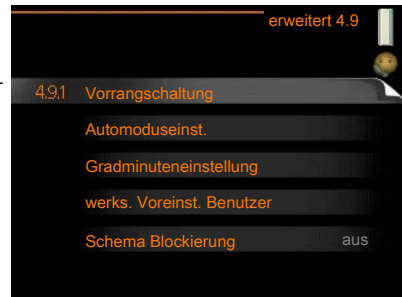 erweitert 4.9
4.9.1 Vorrangschaltung
Automoduseinst.
Gradminuteneinstellung
werks. Voreinst. Benutzer
Schema Blockierung aus